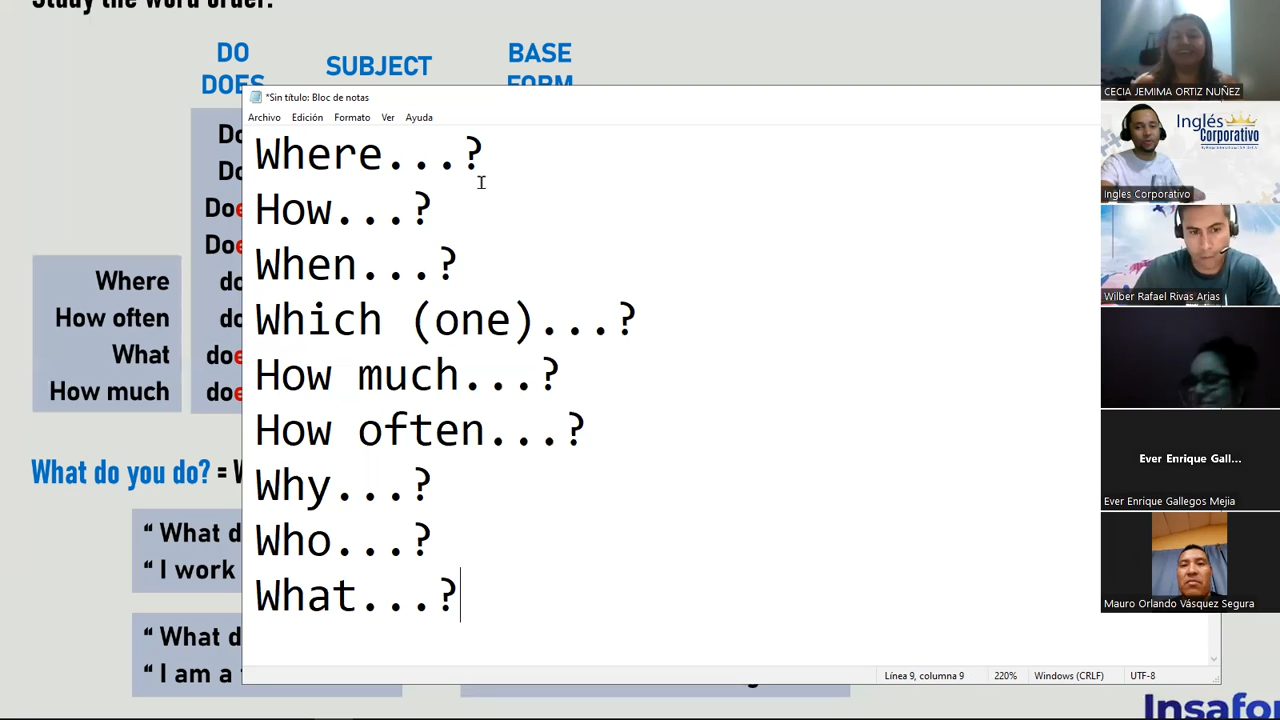 Study the word order:
DO
DOES
SUBJECT
BASE
FORM
Where
How often
What
How much
What do you do? =
“ What d
“ I work
“ What d
“ I am a
*Sin título: Bloc de notas
Archivo Edición Formato Ver Ayuda
Where...?
How...?
When...?
Which (one)...?
How much...?
How often...?
Why...?
Who...?
What...?
Línea 9, columna 9 220% Windows (CRLF) UTF-8
CECIA JEMIMA ORTIZ NUÑEZ
Inglés
Corporativo
Ingles Corporativo
Wilber Rafael Rivas Arias
Ever Enrique Gall...
Ever Enrique Gallegos Mejia
Mauro Orlando Vásquez Segura
Insafo